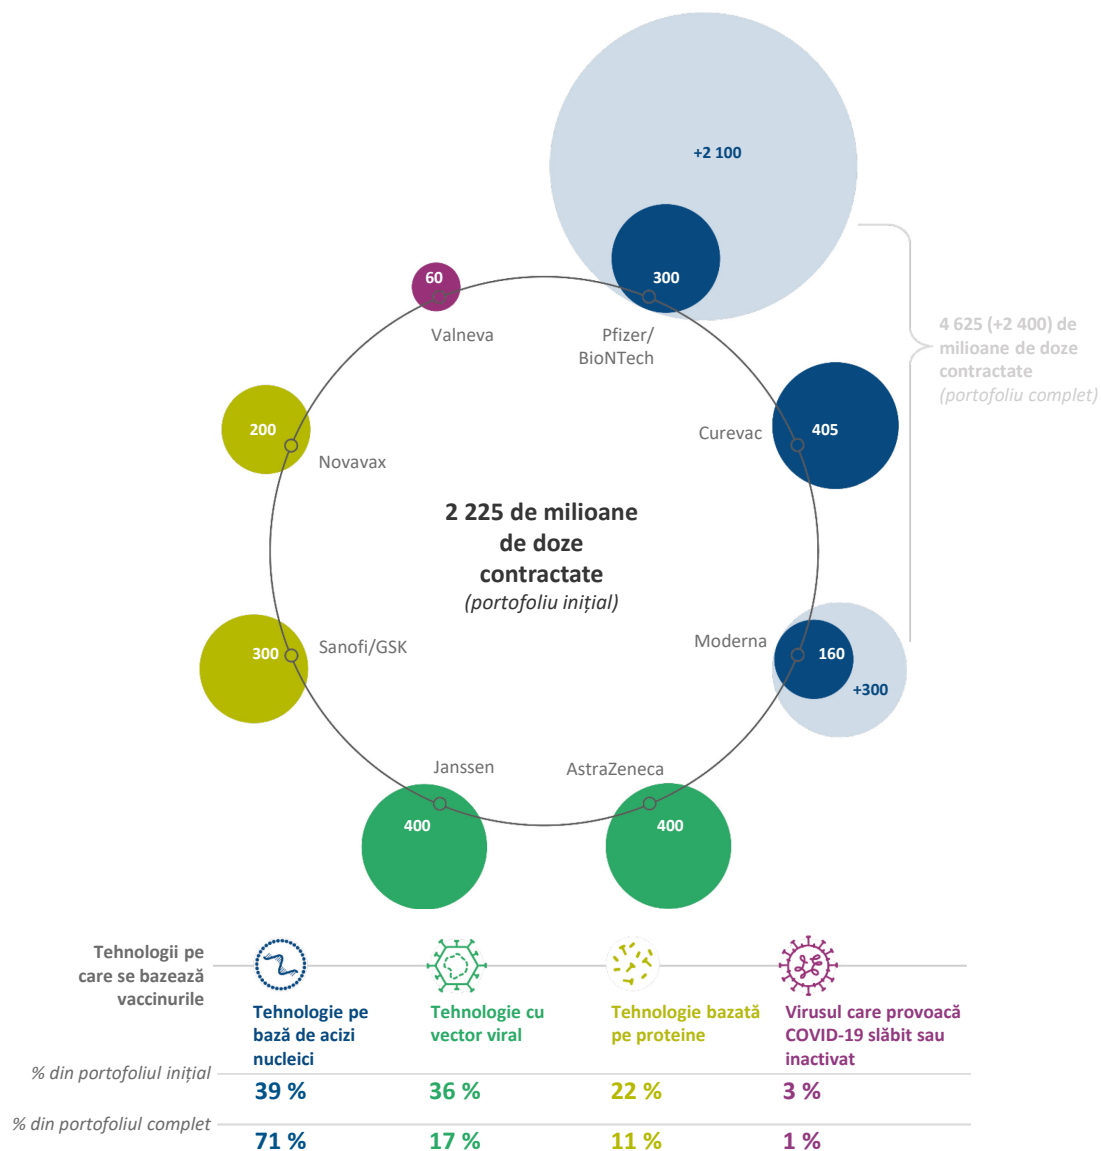 +2 100
300
60
Valneva
Pfizer/
BioNTech
4 625 (+2 400) de
milioane de doze
contractate
(portofoliu complet)
200
Novavax
Curevac
405
2 225 de milioane
de doze
contractate
(portofoliu inițial)
300
Sanofi/GSK
Moderna
160
+300
Janssen
AstraZeneca
400
400
Tehnologii pe
care se bazează
vaccinurile
Tehnologie pe
bază de acizi
nucleici
Tehnologie cu
vector viral
Tehnologie bazată
pe proteine
Virusul care provoacă
COVID-19 slăbit sau
inactivat
% din portofoliul inițial
39 %
36 %
22 %
3 %
% din portofoliul complet
71 %
17 %
11 %
1 %